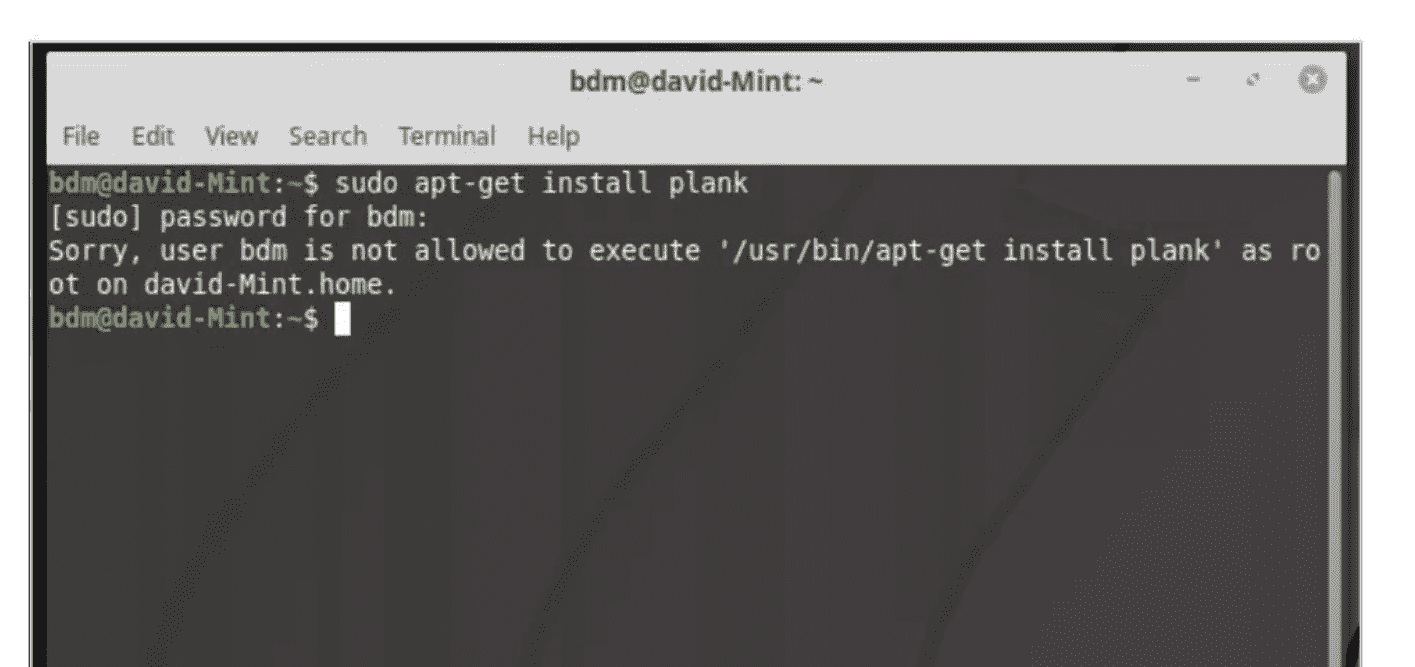 bdm@david-Mint: ~
File Edit View Search Terminal Help
bdm@david-Mint:~$ sudo apt-get install plank
[sudo] password for bdm:
Sorry, user bdm is not allowed to execute '/usr/bin/apt-get install plank' as ro
ot on david-Mint.home.
bdm@david-Mint:~$